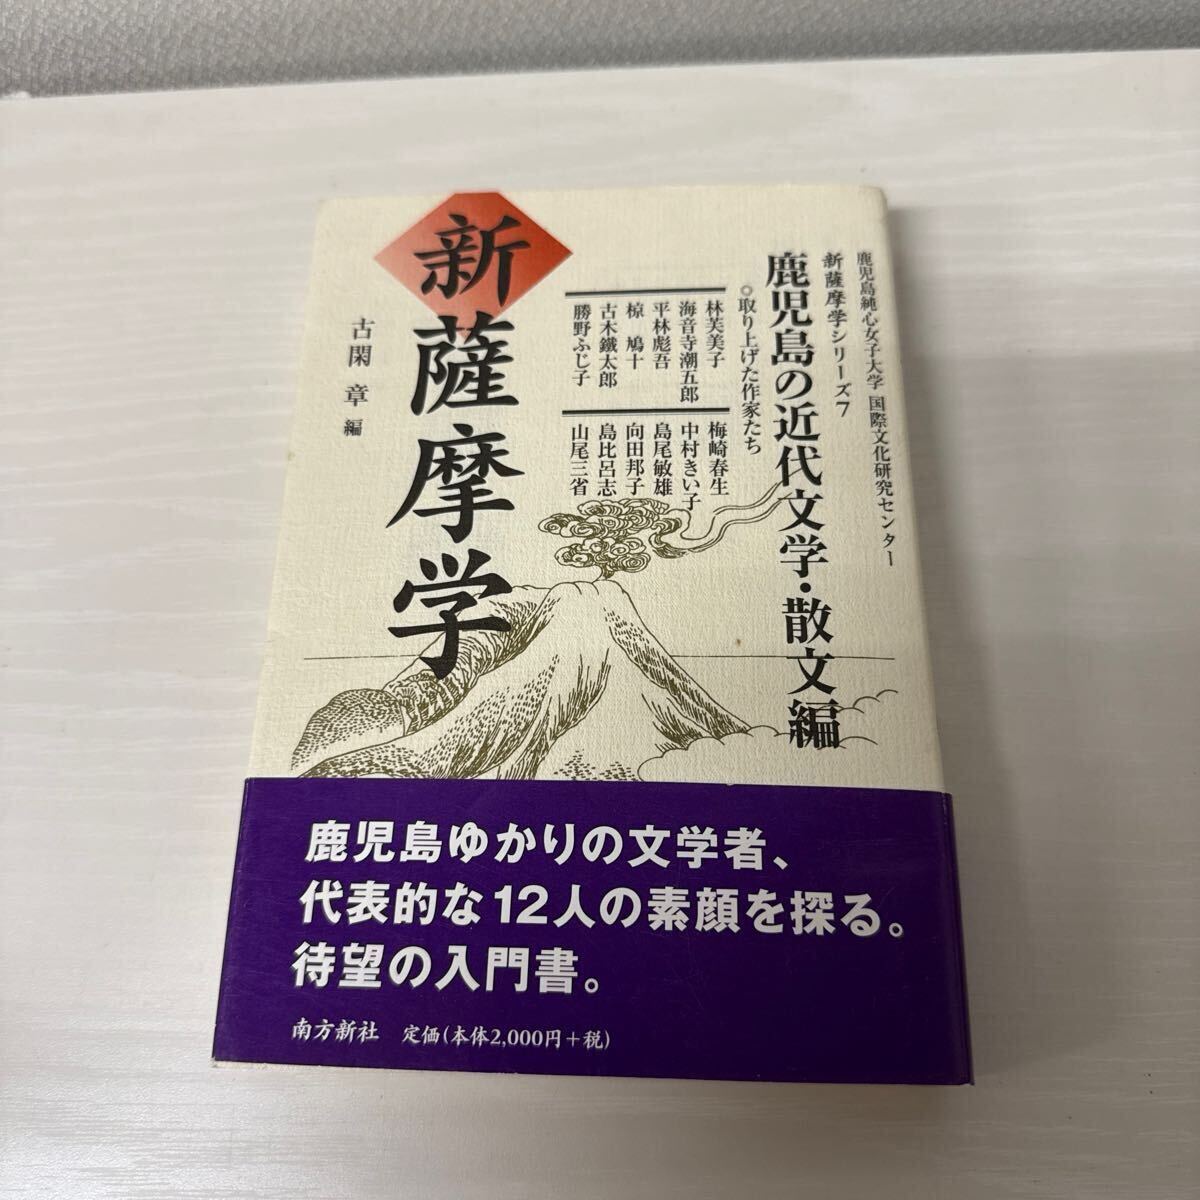 鹿児島純心女子大学 国際文化研究センター
新薩摩学シリーズ7
鹿児島の近代文学・散文編
◎取り上げた作家たち
林芙美子
海音寺潮五郎
平林彪吾
椋 鳩十
古木鐵太郎
勝野ふじ子
梅崎春生
中村きい子
島尾敏雄
向田邦子
島比呂志
山尾三省
新薩摩学
古閑 章 編
鹿児島ゆかりの文学者、
代表的な12人の素顔を探る。
待望の入門書。
南方新社 定価(本体2,000円+税)